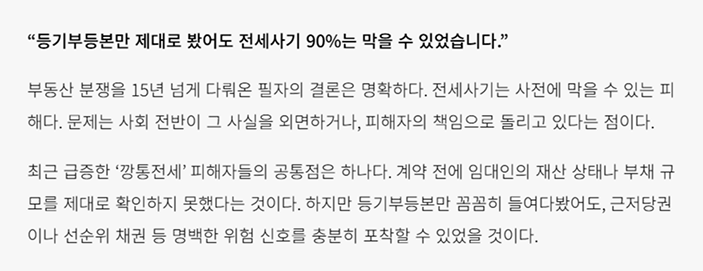 “등기부등본만 제대로 봤어도 전세사기 90%는 막을 수 있었습니다.”
부동산 분쟁을 15년 넘게 다뤄온 필자의 결론은 명확하다. 전세사기는 사전에 막을 수 있는 피
해다. 문제는 사회 전반이 그 사실을 외면하거나, 피해자의 책임으로 돌리고 있다는 점이다.
최근 급증한 ‘깡통전세’ 피해자들의 공통점은 하나다. 계약 전에 임대인의 재산 상태나 부채 규
모를 제대로 확인하지 못했다는 것이다. 하지만 등기부등본만 꼼꼼히 들여다봤어도, 근저당권
이나 선순위 채권 등 명백한 위험 신호를 충분히 포착할 수 있었을 것이다.